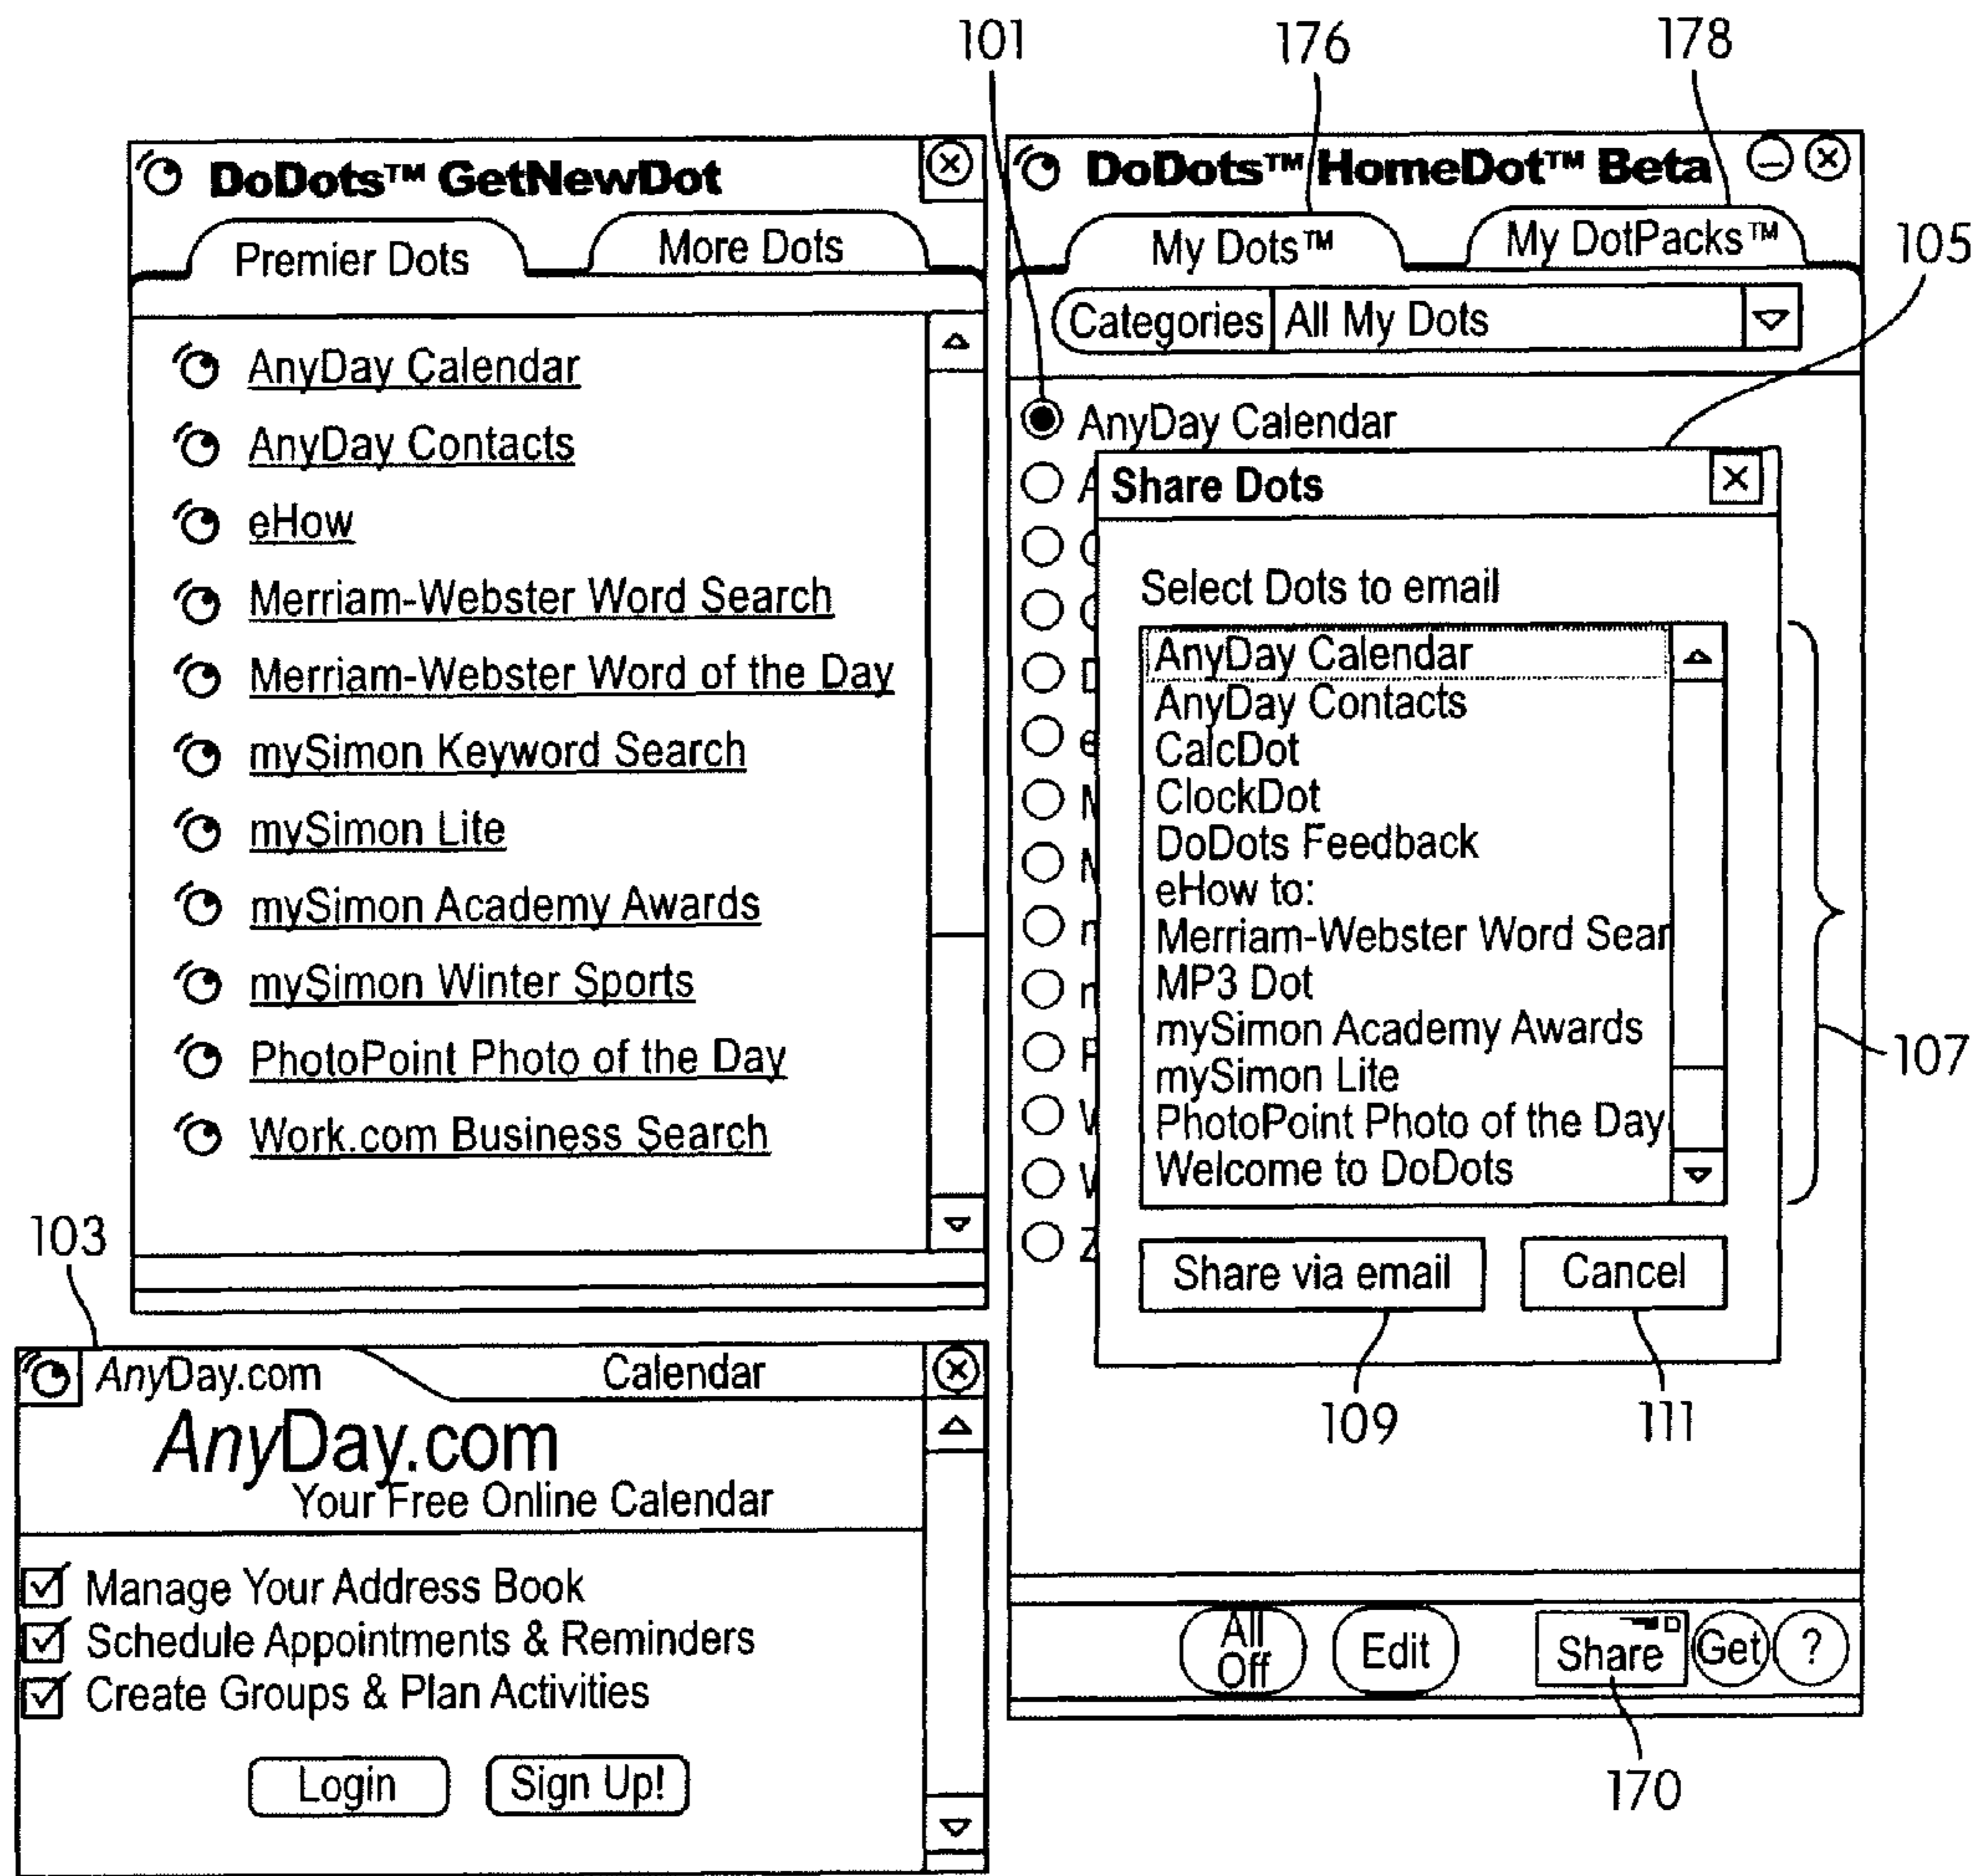 101
176
178
DoDots™ GetNewDot
Premier Dots
More Dots
AnyDay Calendar
AnyDay Contacts
eHow
Merriam-Webster Word Search
Merriam-Webster Word of the Day
mySimon Keyword Search
mySimon Lite
mySimon Academy Awards
mySimon Winter Sports
PhotoPoint Photo of the Day
Work.com Business Search
DoDots™ HomeDot™ Beta
My Dots™
My DotPacks™
105
Categories
All My Dots
AnyDay Calendar
Share Dots
Select Dots to email
AnyDay Calendar
AnyDay Contacts
CalcDot
ClockDot
DoDots Feedback
eHow to:
Merriam-Webster Word Sear
MP3 Dot
mySimon Academy Awards
mySimon Lite
PhotoPoint Photo of the Day
Welcome to DoDots
107
Share via email
Cancel
109
111
103
AnyDay.com
Calendar
AnyDay.com
Your Free Online Calendar
Manage Your Address Book
Schedule Appointments & Reminders
Create Groups & Plan Activities
Login
Sign Up!
All Off
Edit
Share
Get
?
170